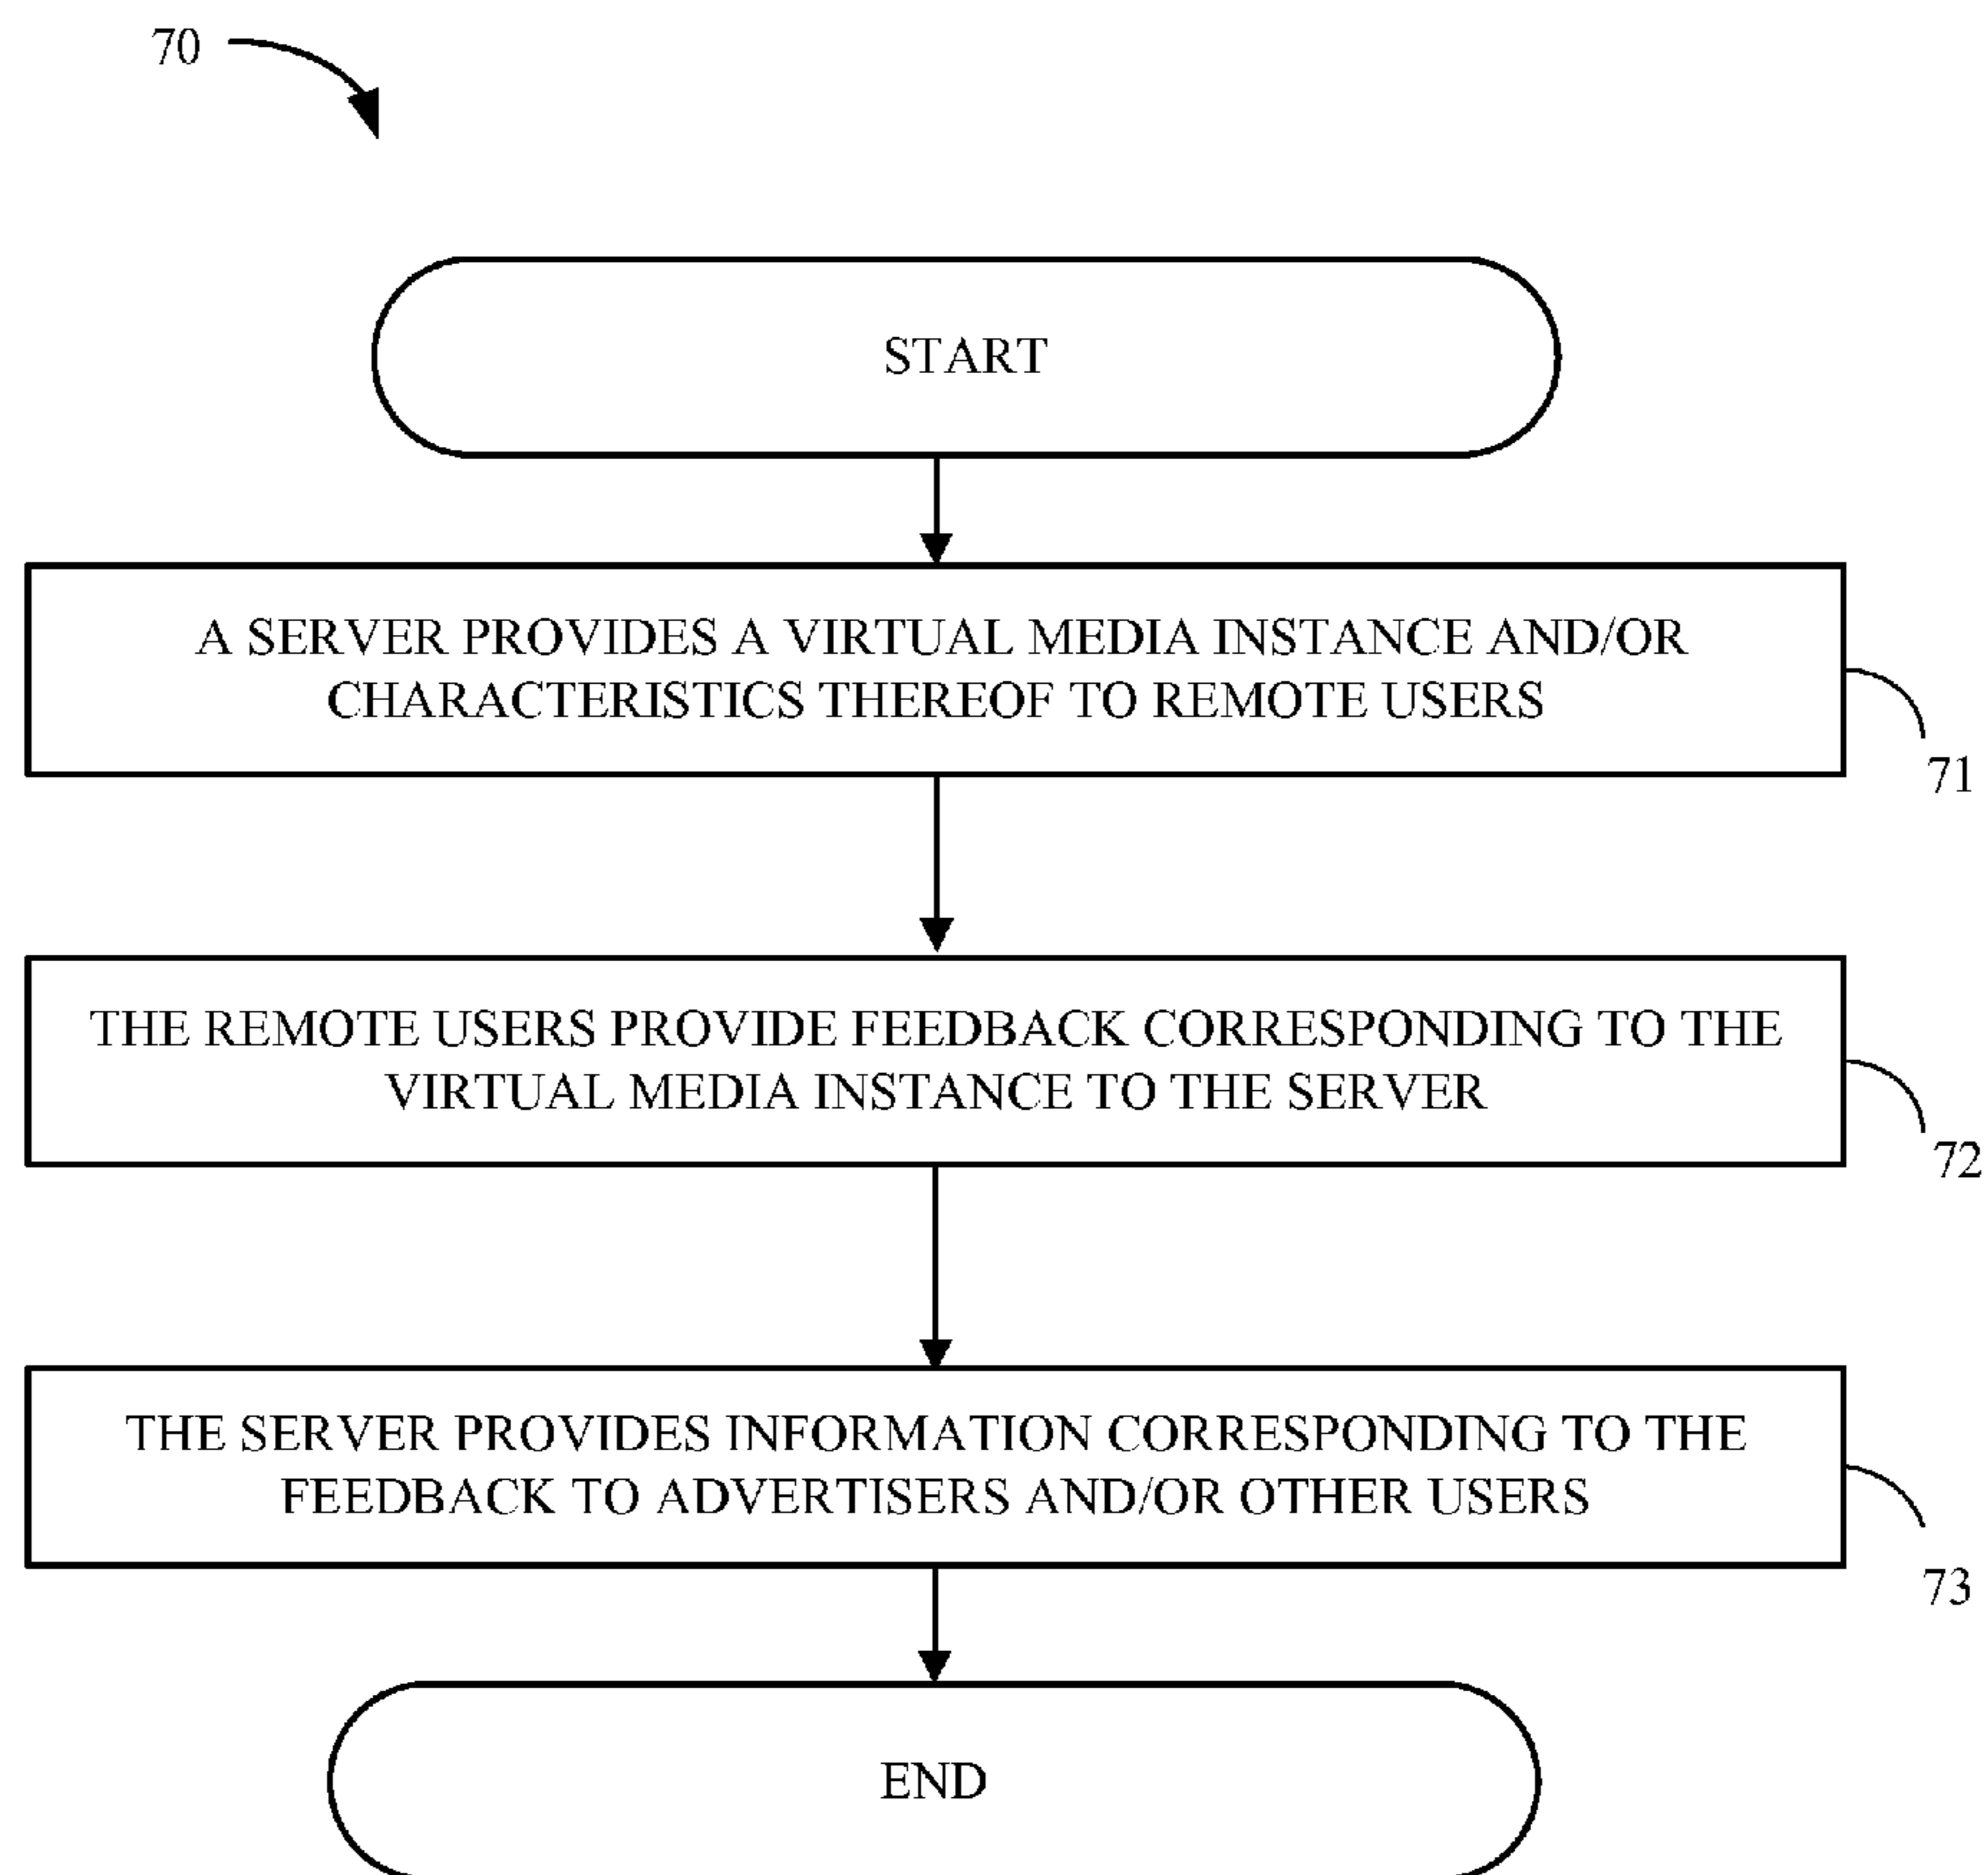 70
START
A SERVER PROVIDES A VIRTUAL MEDIA INSTANCE AND/OR
CHARACTERISTICS THEREOF TO REMOTE USERS
71
THE REMOTE USERS PROVIDE FEEDBACK CORRESPONDING TO THE
VIRTUAL MEDIA INSTANCE TO THE SERVER
72
THE SERVER PROVIDES INFORMATION CORRESPONDING TO THE
FEEDBACK TO ADVERTISERS AND/OR OTHER USERS
73
END